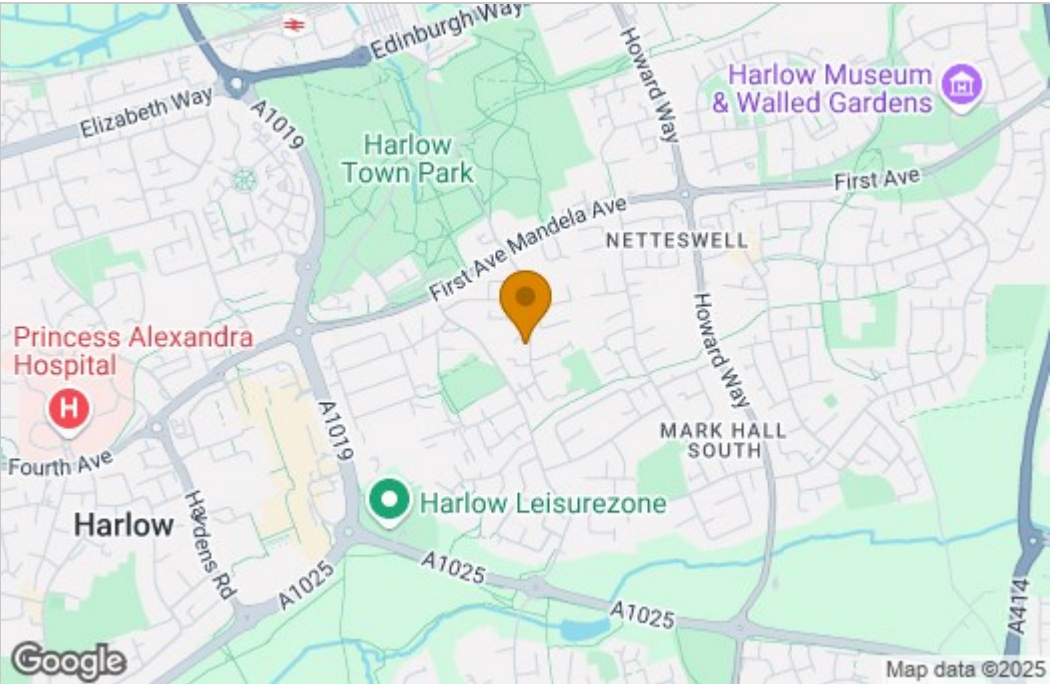 Edinburgh Way
Elizabeth Way
A1019
Howard Way
Harlow Museum
& Walled Gardens
Harlow
Town Park
First Ave
First Ave Mandela Ave
NETTESWELL
Princess Alexandra
Hospital
H
Howard Way
A1019
MARK HALL
SOUTH
Fourth Ave
Harlow Leisurezone
Harlow
Haydens Rd
A1025
A1025
A1025
A414
Google
Map data ©2025